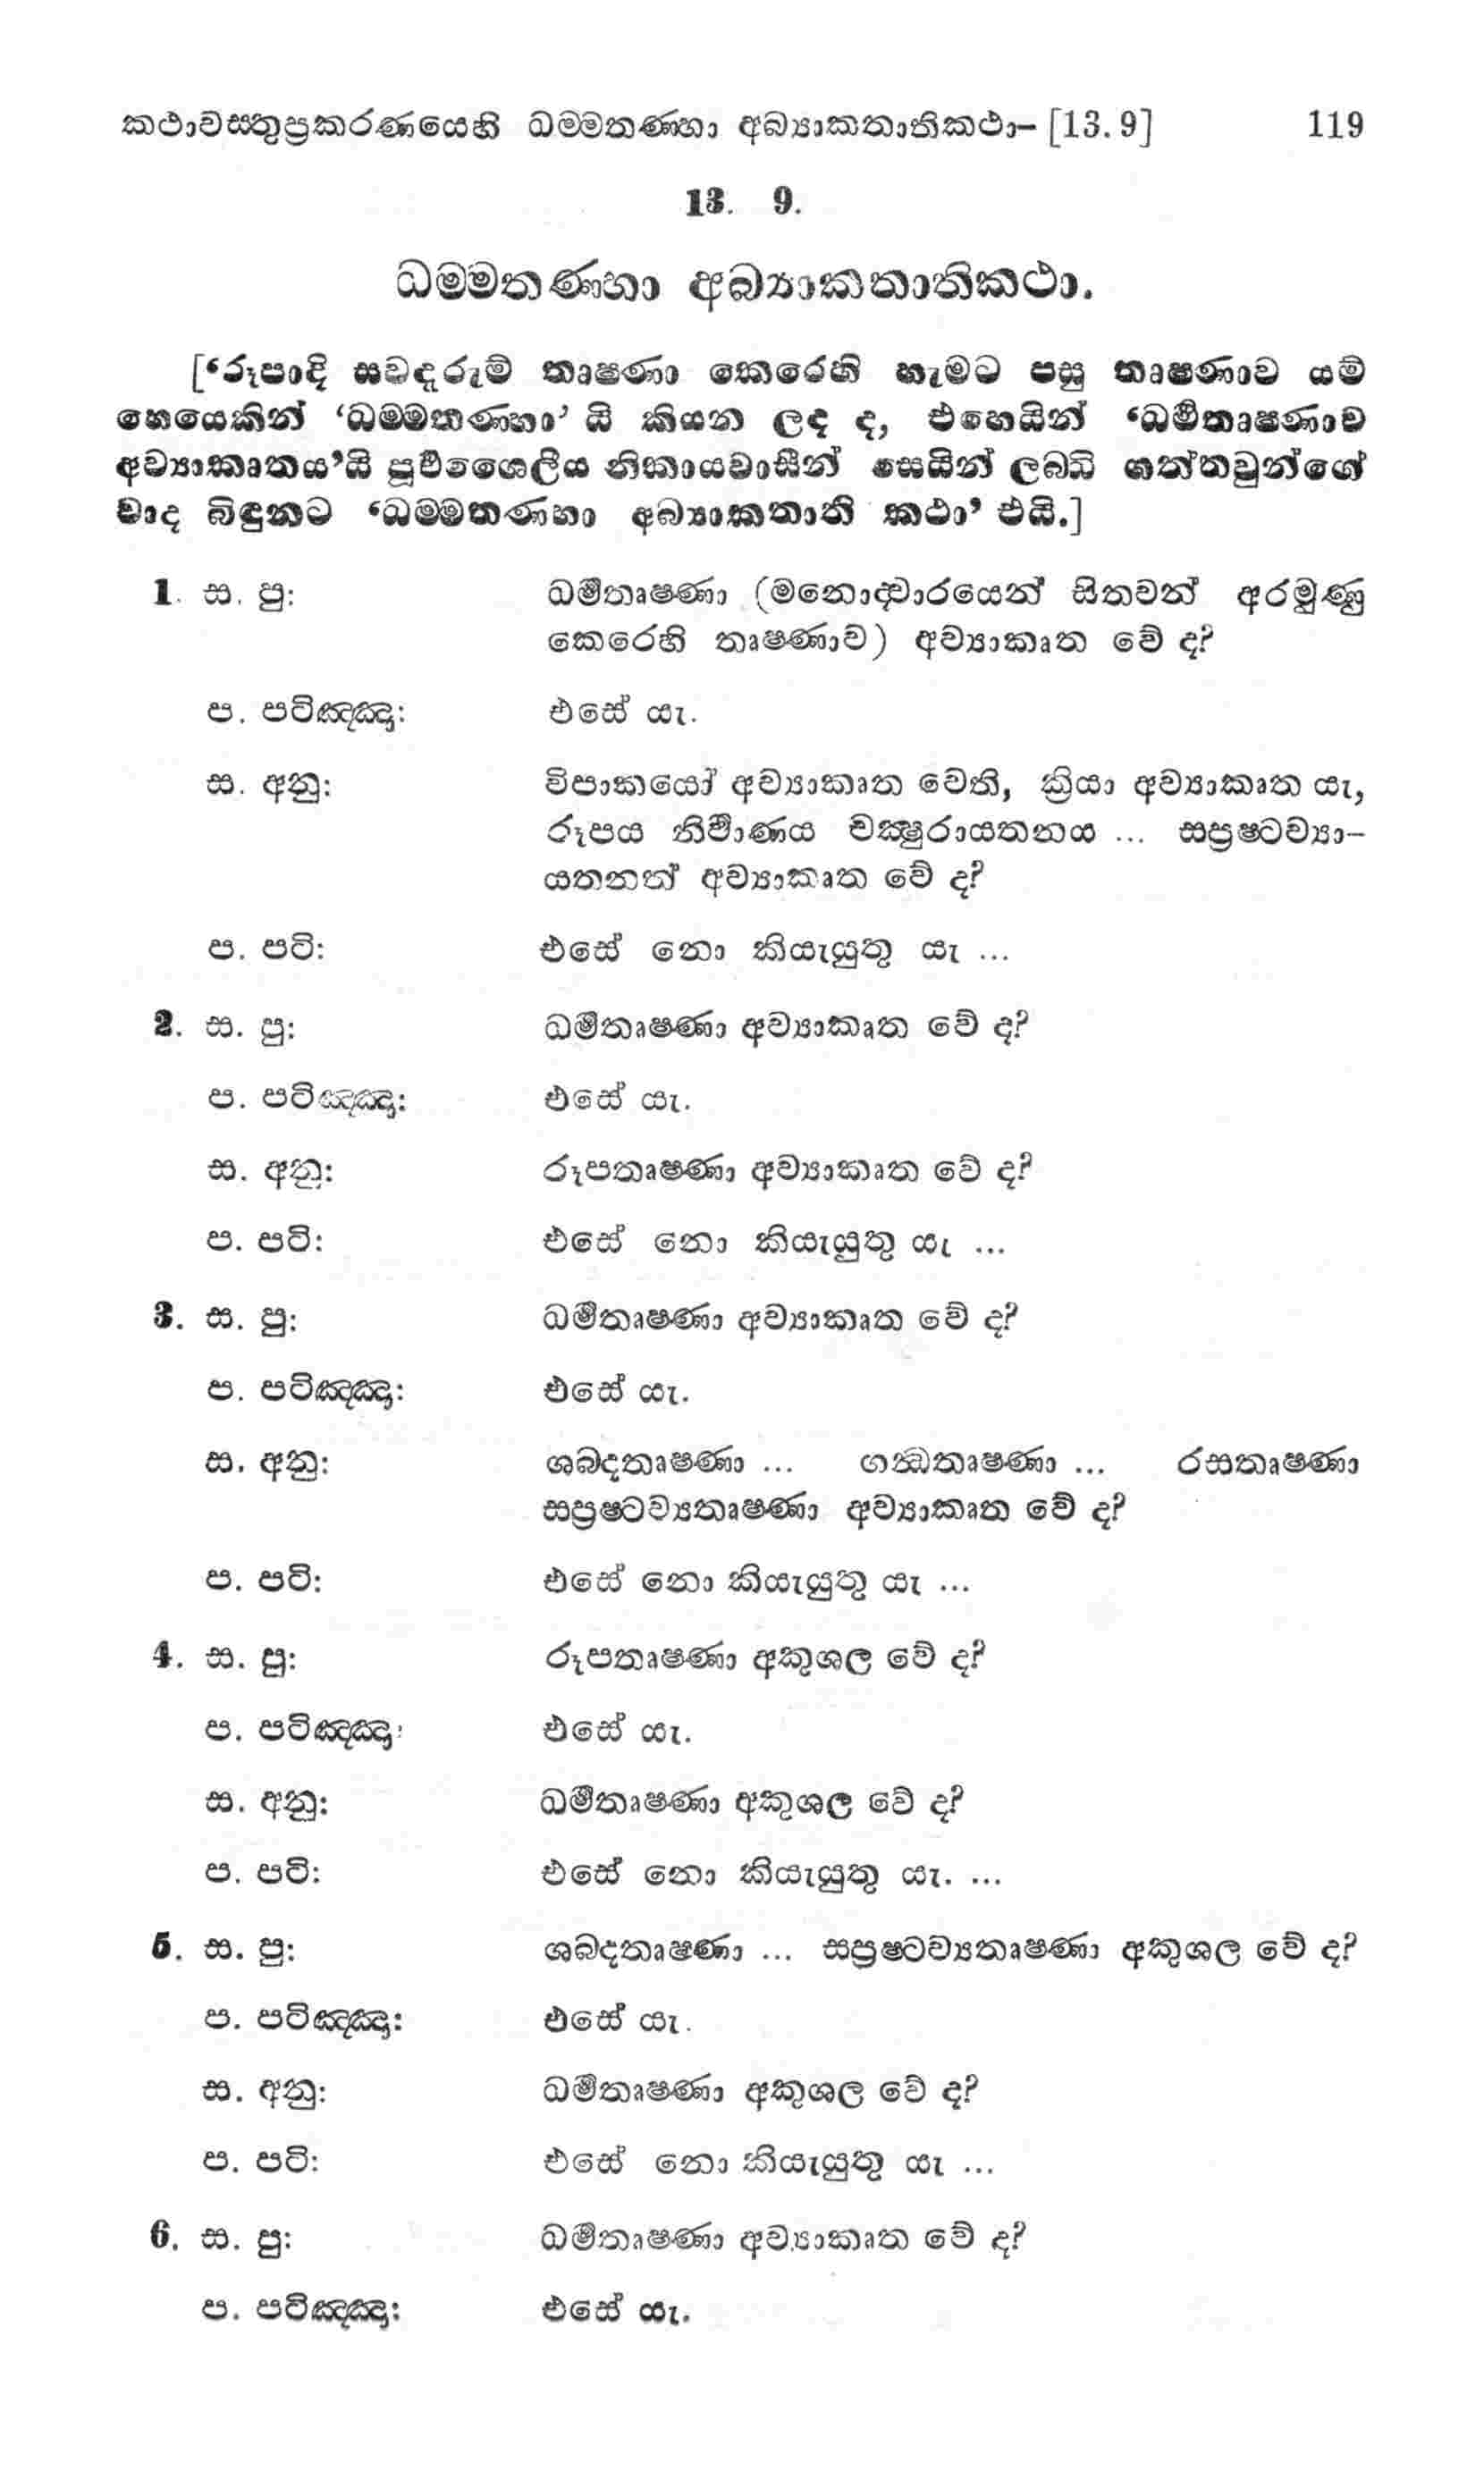 කථාවස්තුප්‍රකරණයෙහි ධම්මතණ්හා අබ්‍යාකතාතිකථා– [13.9] 119
13. 9.
ධම්මතණ්හා අබ්‍යාකතාතිකථා.
[‘රූපාදි සවදෑරුම් තෘෂ්ණා කෙරෙහි හැමට පසු තෘෂ්ණාව යම්
හෙයෙකින් ‘ධම්මතණ්හා’ යි කියන ලද ද, එහෙයින් ‘ධර්මතෘෂ්ණාව
අව්‍යාකෘතය’යි පූර්වශෛලීය නිකායවාසීන් සෙයින් ලබ්ධි ගත්තවුන්ගේ
වාද බිඳුනට ‘ධම්මතණ්හා අබ්‍යාකතාති කථා’ එයි.]
1. ස. පු: ධර්මතෘෂ්ණා (මනොද්වාරයෙන් සිතවන් අරමුණු
කෙරෙහි තෘෂ්ණාව) අව්‍යාකෘත වේ ද?
ප. පටිඤ්ඤා: එසේ යැ.
ස. අනු: විපාකයෝ අව්‍යාකෘත වෙති, ක්‍රියා අව්‍යාකෘත යැ,
රූපය නිර්වාණය චක්ෂුරායතනය ... ස්ප්‍රෂ්ටව්‍යා–
යතනත් අව්‍යාකෘත වේ ද?
ප. පටි: එසේ නො කියැයුතු යැ ...
2. ස. පු: ධර්මතෘෂ්ණා අව්‍යාකෘත වේ ද?
ප. පටිඤ්ඤා: එසේ යැ.
ස. අනු: රූපතෘෂ්ණා අව්‍යාකෘත වේ ද?
ප. පටි: එසේ නො කියැයුතු යැ ...
3. ස. පු: ධර්මතෘෂ්ණා අව්‍යාකෘත වේ ද?
ප. පටිඤ්ඤා: එසේ යැ.
ස. අනු: ශබ්දතෘෂ්ණා ... ගන්ධතෘෂ්ණා ... රසතෘෂ්ණා
ස්ප්‍රෂ්ටව්‍යතෘෂ්ණා අව්‍යාකෘත වේ ද?
ප. පටි: එසේ නො කියැයුතු යැ ...
4. ස. පු: රූපතෘෂ්ණා අකුශල වේ ද?
ප. පටිඤ්ඤා: එසේ යැ.
ස. අනු: ධර්මතෘෂ්ණා අකුශල වේ ද?
ප. පටි: එසේ නො කියැයුතු යැ. ...
5. ස. පු: ශබ්දතෘෂ්ණා ... ස්ප්‍රෂ්ටව්‍යතෘෂ්ණා අකුශල වේ ද?
ප. පටිඤ්ඤා: එසේ යැ.
ස. අනු: ධර්මතෘෂ්ණා අකුශල වේ ද?
ප. පටි: එසේ නො කියැයුතු යැ ...
6. ස. පු: ධර්මතෘෂ්ණා අව්‍යාකෘත වේ ද?
ප. පටිඤ්ඤා: එසේ යැ.